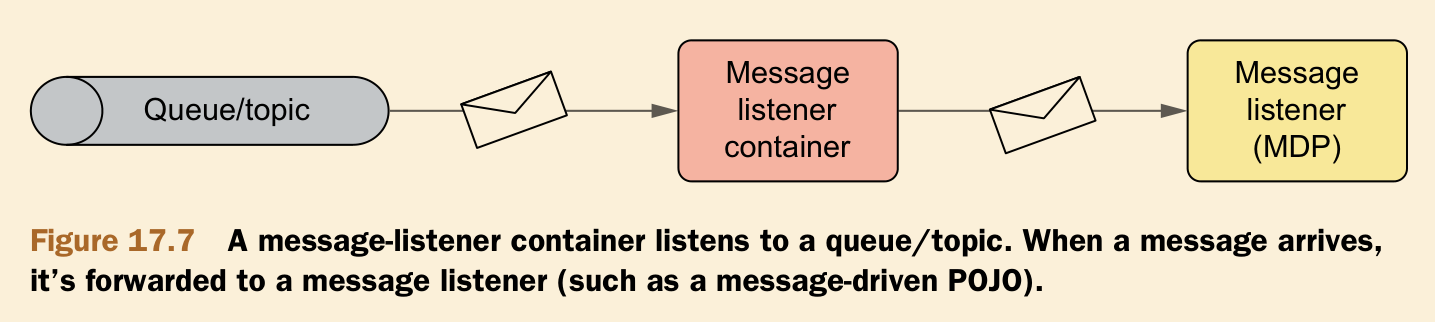 Queue/topic
Message
listener
container
Message
listener
(MDP)
Figure 17.7 A message-listener container listens to a queue/topic. When a message arrives,
it’s forwarded to a message listener (such as a message-driven POJO).